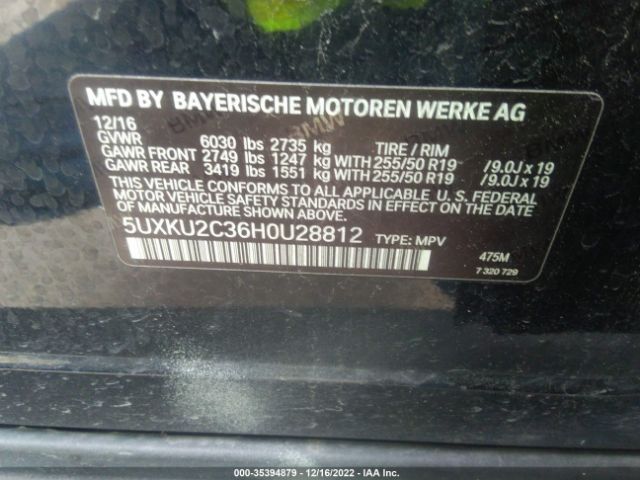 MFD BY BAYERISCHE MOTOREN WERKE AG
12/16
GVWR 6030 lbs 2735 kg TIRE / RIM
GAWR FRONT 2749 lbs 1247 kg WITH 255/50 R19 /9.0J x 19
GAWR REAR 3419 lbs 1551 kg WITH 255/50 R19 /9.0J x 19
THIS VEHICLE CONFORMS TO ALL APPLICABLE U. S. FEDERAL
MOTOR VEHICLE SAFETY STANDARDS IN EFFECT ON THE DATE OF
MANUFACTURE SHOWN ABOVE.
5UXKU2C36H0U28812 TYPE: MPV
475M
7 320 729
000-35394879 - 12/16/2022 - IAA Inc.